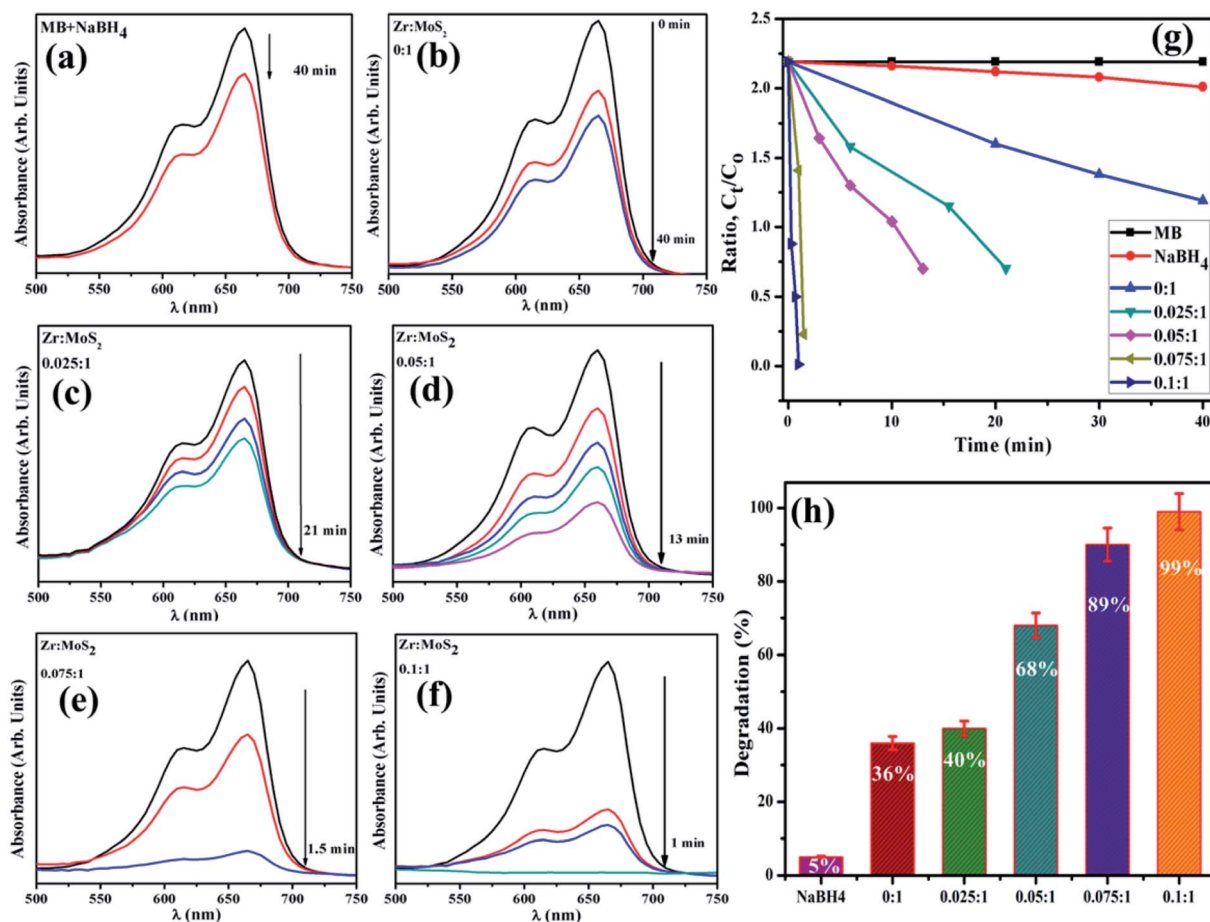 MB+NaBH4
(a)
40 min
Absorbance (Arb. Units)
500 550 600 650 700 750
λ (nm)
Zr:MoS2
0:1
(b)
0 min
40 min
Absorbance (Arb. Units)
500 550 600 650 700 750
λ (nm)
Zr:MoS2
0.025:1
(c)
21 min
Absorbance (Arb. Units)
500 550 600 650 700 750
λ (nm)
Zr:MoS2
0.05:1
(d)
13 min
Absorbance (Arb. Units)
500 550 600 650 700 750
λ (nm)
Zr:MoS2
0.075:1
(e)
1.5 min
Absorbance (Arb. Units)
500 550 600 650 700 750
λ (nm)
Zr:MoS2
0.1:1
(f)
1 min
Absorbance (Arb. Units)
500 550 600 650 700 750
λ (nm)
(g)
Ratio, Ct/Co
2.5
2.0
1.5
1.0
2.5
0.0
0 10 20 30 40
Time (min)
MB
NaBH4
0:1
0.025:1
0.05:1
0.075:1
0.1:1
(h)
Degradation (%)
100
80
60
40
20
0
5%
36%
40%
68%
89%
99%
NaBH4 0:1 0.025:1 0.05:1 0.075:1 0.1:1